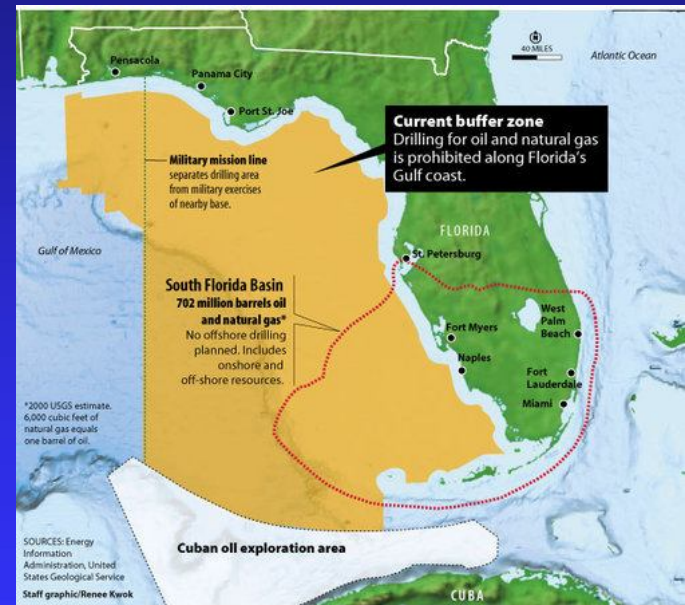 Pensacola
Panama City
Port St. Joe
40 MILES
Atlantic Ocean
Current buffer zone
Drilling for oil and natural gas
is prohibited along Florida's
Gulf coast.
Military mission line
separates drilling area
from military exercises
of nearby base.
Gulf of Mexico
FLORIDA
St. Petersburg
South Florida Basin
702 million barrels oil
and natural gas*
No offshore drilling
planned. Includes
onshore and
off-shore resources.
Fort Myers
Naples
West
Palm
Beach
Fort
Lauderdale
Miami
*2000 USGS estimate.
6,000 cubic feet of
natural gas equals
one barrel of oil.
Cuban oil exploration area
SOURCES: Energy
Information
Administration, United
States Geological Service
Staff graphic/Renee Kwok
CUBA